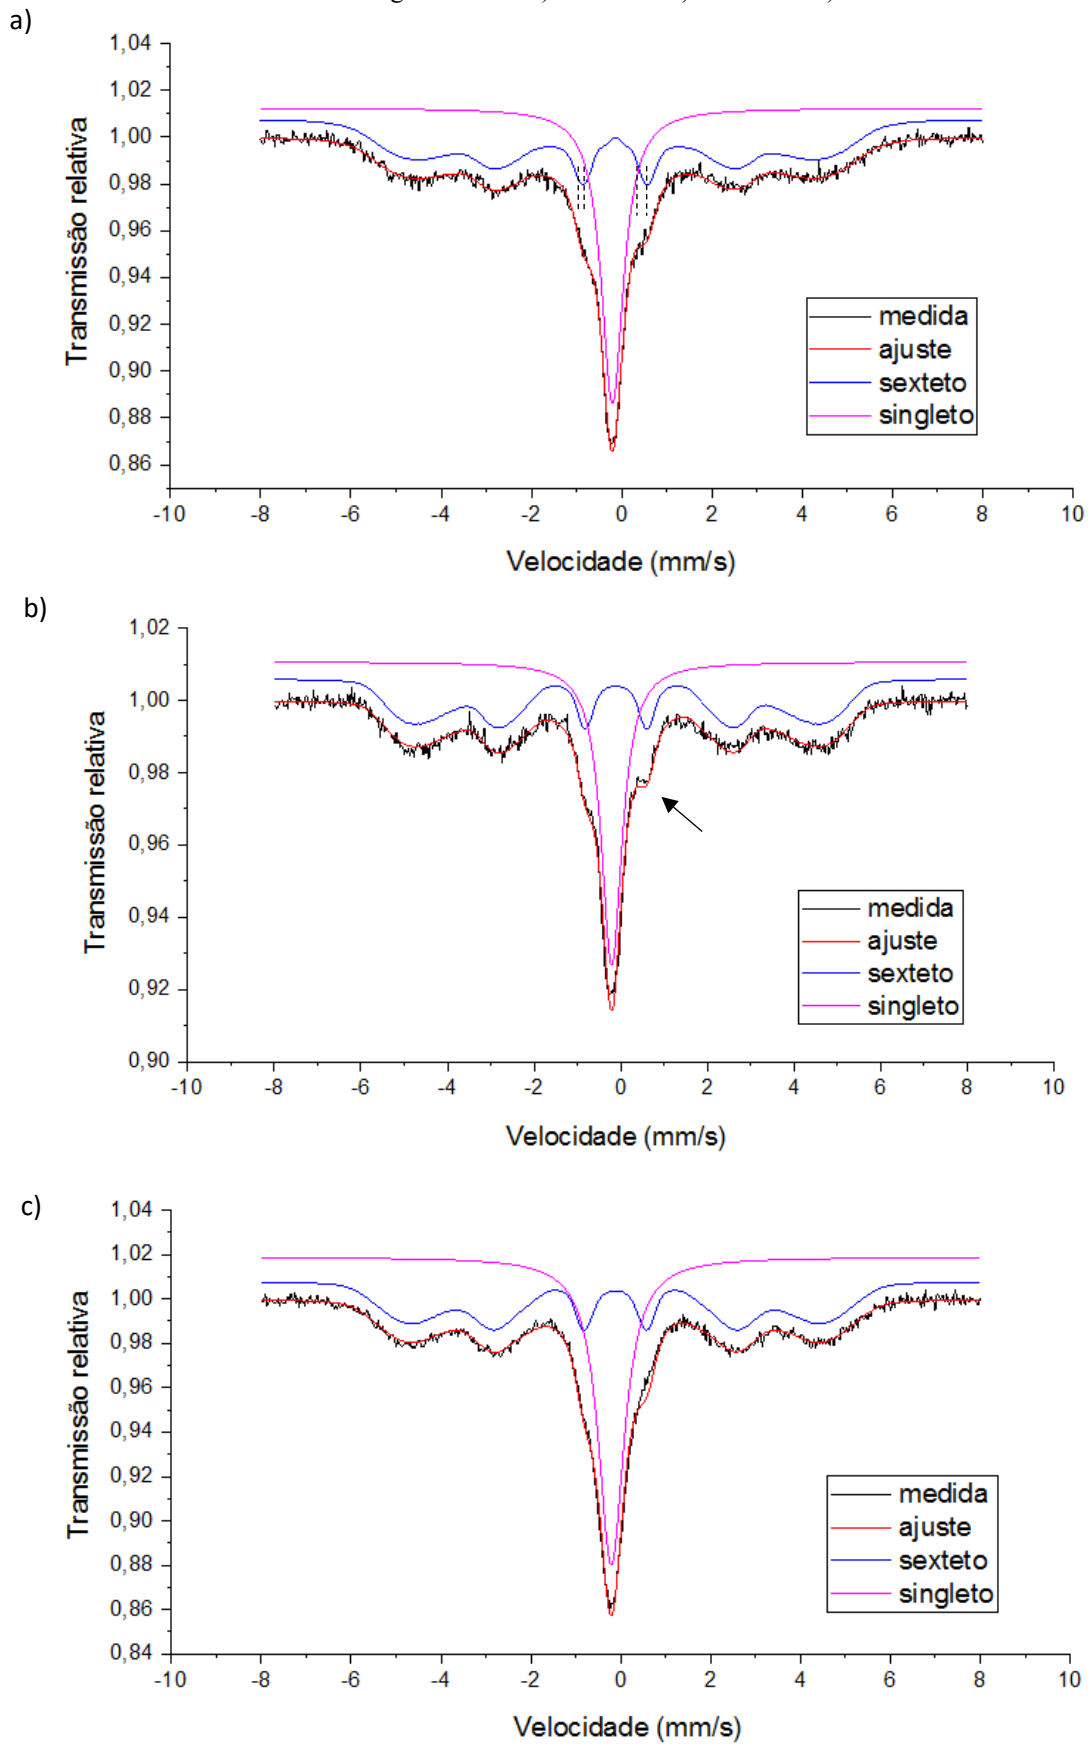 a)
1,04
1,02
1,00
0,98
0,96
0,94
0,92
0,90
0,88
0,86
Transmissão relativa
medida
ajuste
sexteto
singleto
-10 -8 -6 -4 -2 0 2 4 6 8 10
Velocidade (mm/s)
b)
1,02
1,00
0,98
0,96
0,94
0,92
0,90
Transmissão relativa
medida
ajuste
sexteto
singleto
-10 -8 -6 -4 -2 0 2 4 6 8 10
Velocidade (mm/s)
c)
1,04
1,02
1,00
0,98
0,96
0,94
0,92
0,90
0,88
0,86
0,84
Transmissão relativa
medida
ajuste
sexteto
singleto
-10 -8 -6 -4 -2 0 2 4 6 8 10
Velocidade (mm/s)